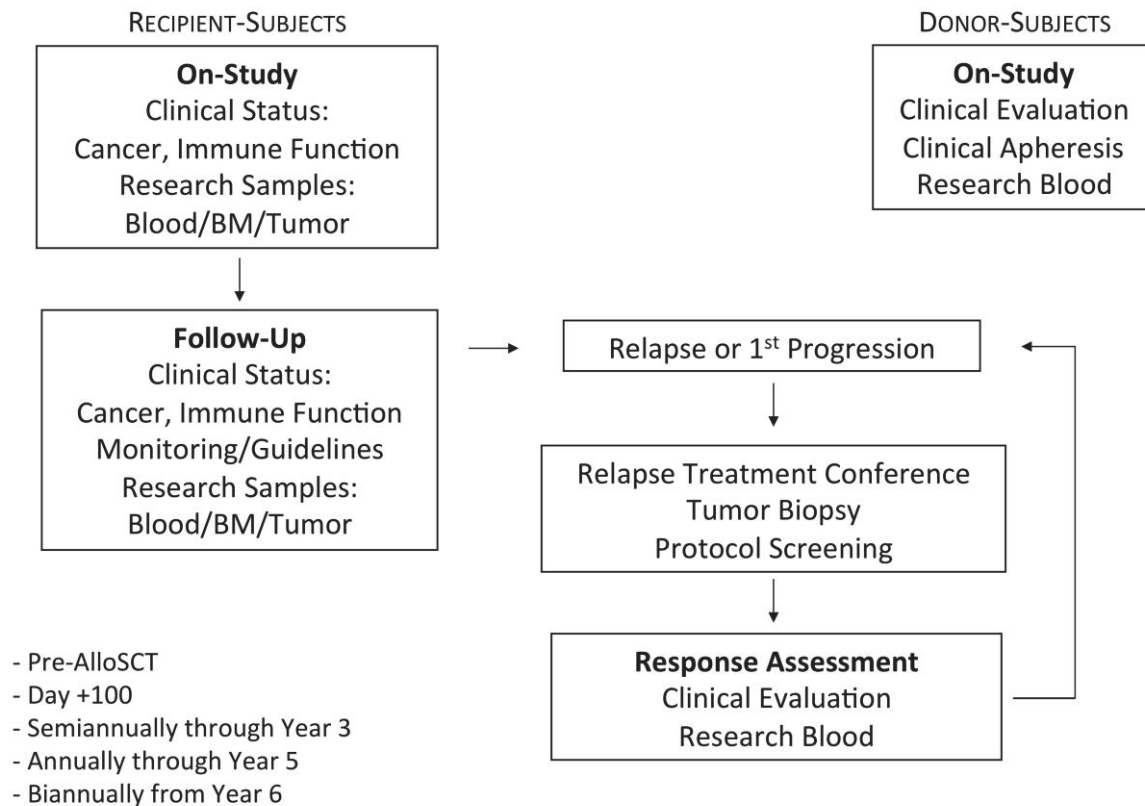 RECIPIENT-SUBJECTS
On-Study
Clinical Status:
Cancer, Immune Function
Research Samples:
Blood/BM/Tumor
DONOR-SUBJECTS
On-Study
Clinical Evaluation
Clinical Apheresis
Research Blood
Follow-Up
Clinical Status:
Cancer, Immune Function
Monitoring/Guidelines
Research Samples:
Blood/BM/Tumor
Relapse or 1st Progression
Relapse Treatment Conference
Tumor Biopsy
Protocol Screening
Response Assessment
Clinical Evaluation
Research Blood
- Pre-AlloSCT
- Day +100
- Semiannually through Year 3
- Annually through Year 5
- Biannually from Year 6